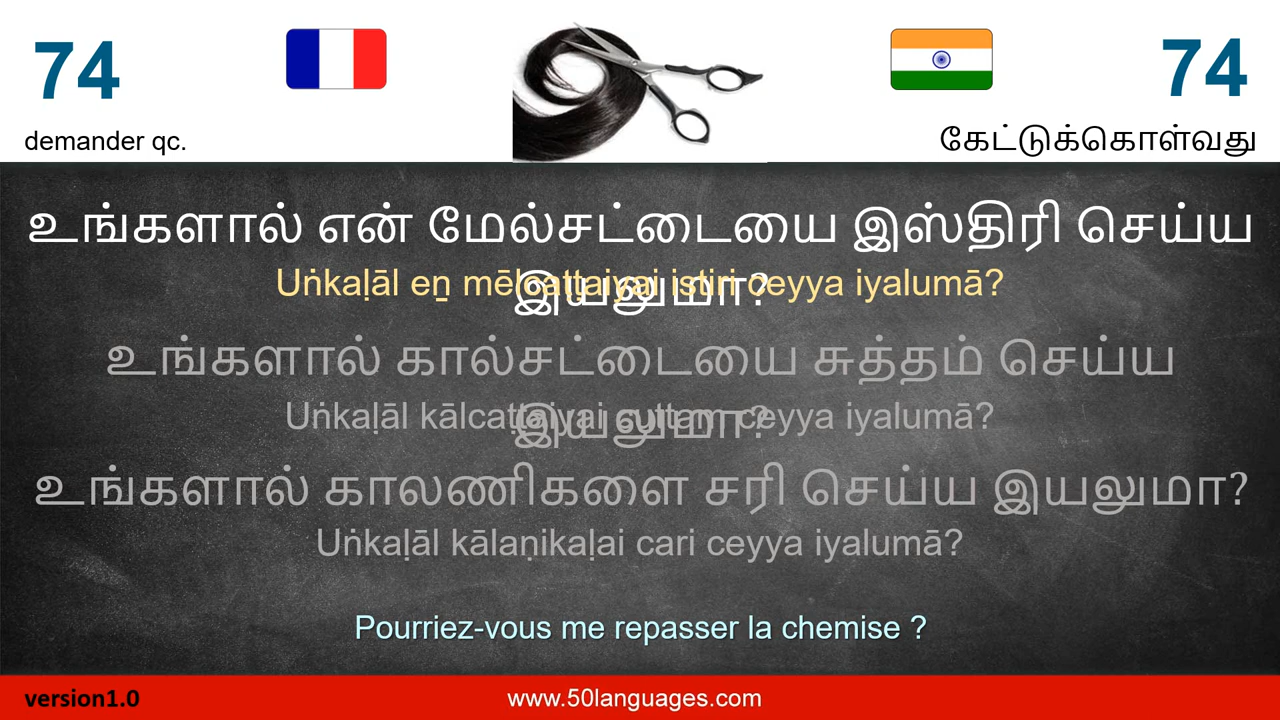 74
74
demander qc.
கேட்டுக்கொள்வது
உங்களால் என் மேல்சட்டையை இஸ்திரி செய்ய
இயலுமா?
Uṅkaḷāl eṉ mēlcaṭṭaiyai istiri ceyya iyalumā?
உங்களால் கால்சட்டையை சுத்தம் செய்ய
இயலுமா?
Uṅkaḷāl kālcaṭṭaiyai cuttam ceyya iyalumā?
உங்களால் காலணிகளை சரி செய்ய இயலுமா?
Uṅkaḷāl kālaṇikaḷai cari ceyya iyalumā?
Pourriez-vous me repasser la chemise ?
version1.0
www.50languages.com